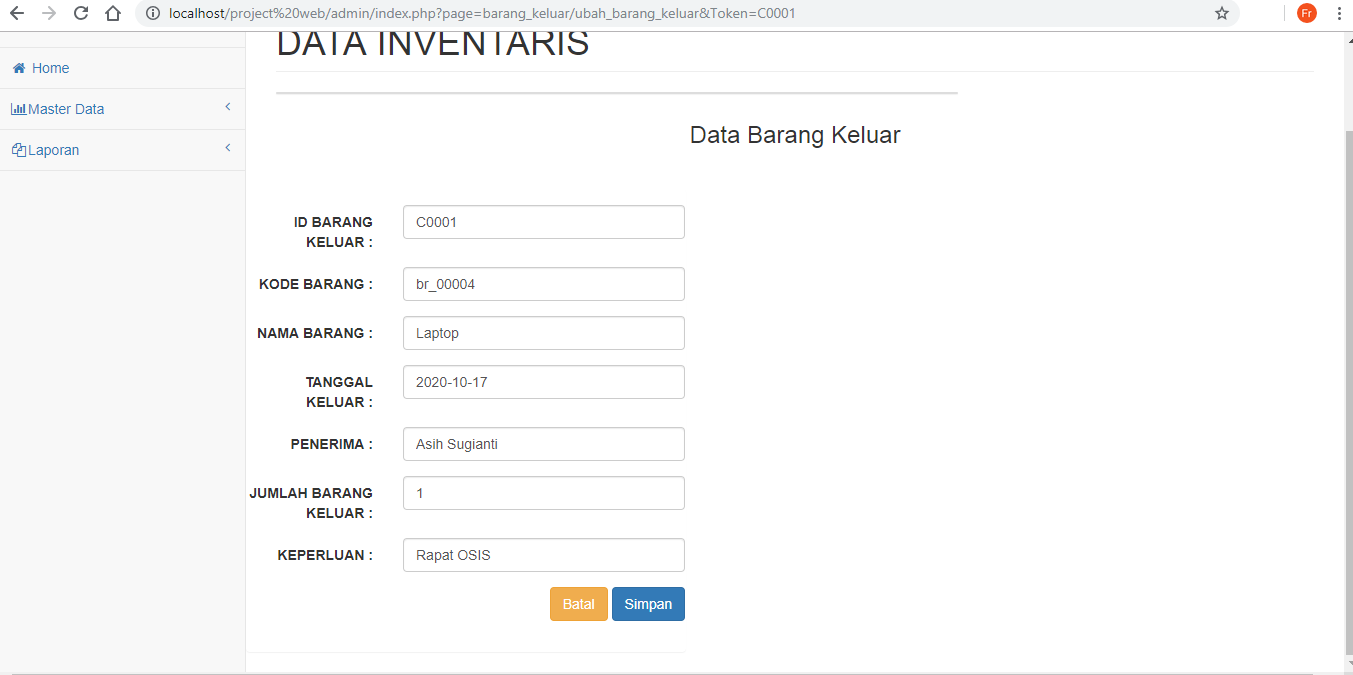 localhost/project%20web/admin/index.php?page=barang_keluar/ubah_barang_keluar&Token=C0001
Fr
DATA INVENTARIS
Home
Master Data
Laporan
Data Barang Keluar
ID BARANG
KELUAR :
C0001
KODE BARANG :
br_00004
NAMA BARANG :
Laptop
TANGGAL
KELUAR :
2020-10-17
PENERIMA :
Asih Sugianti
JUMLAH BARANG
KELUAR :
1
KEPERLUAN :
Rapat OSIS
Batal
Simpan